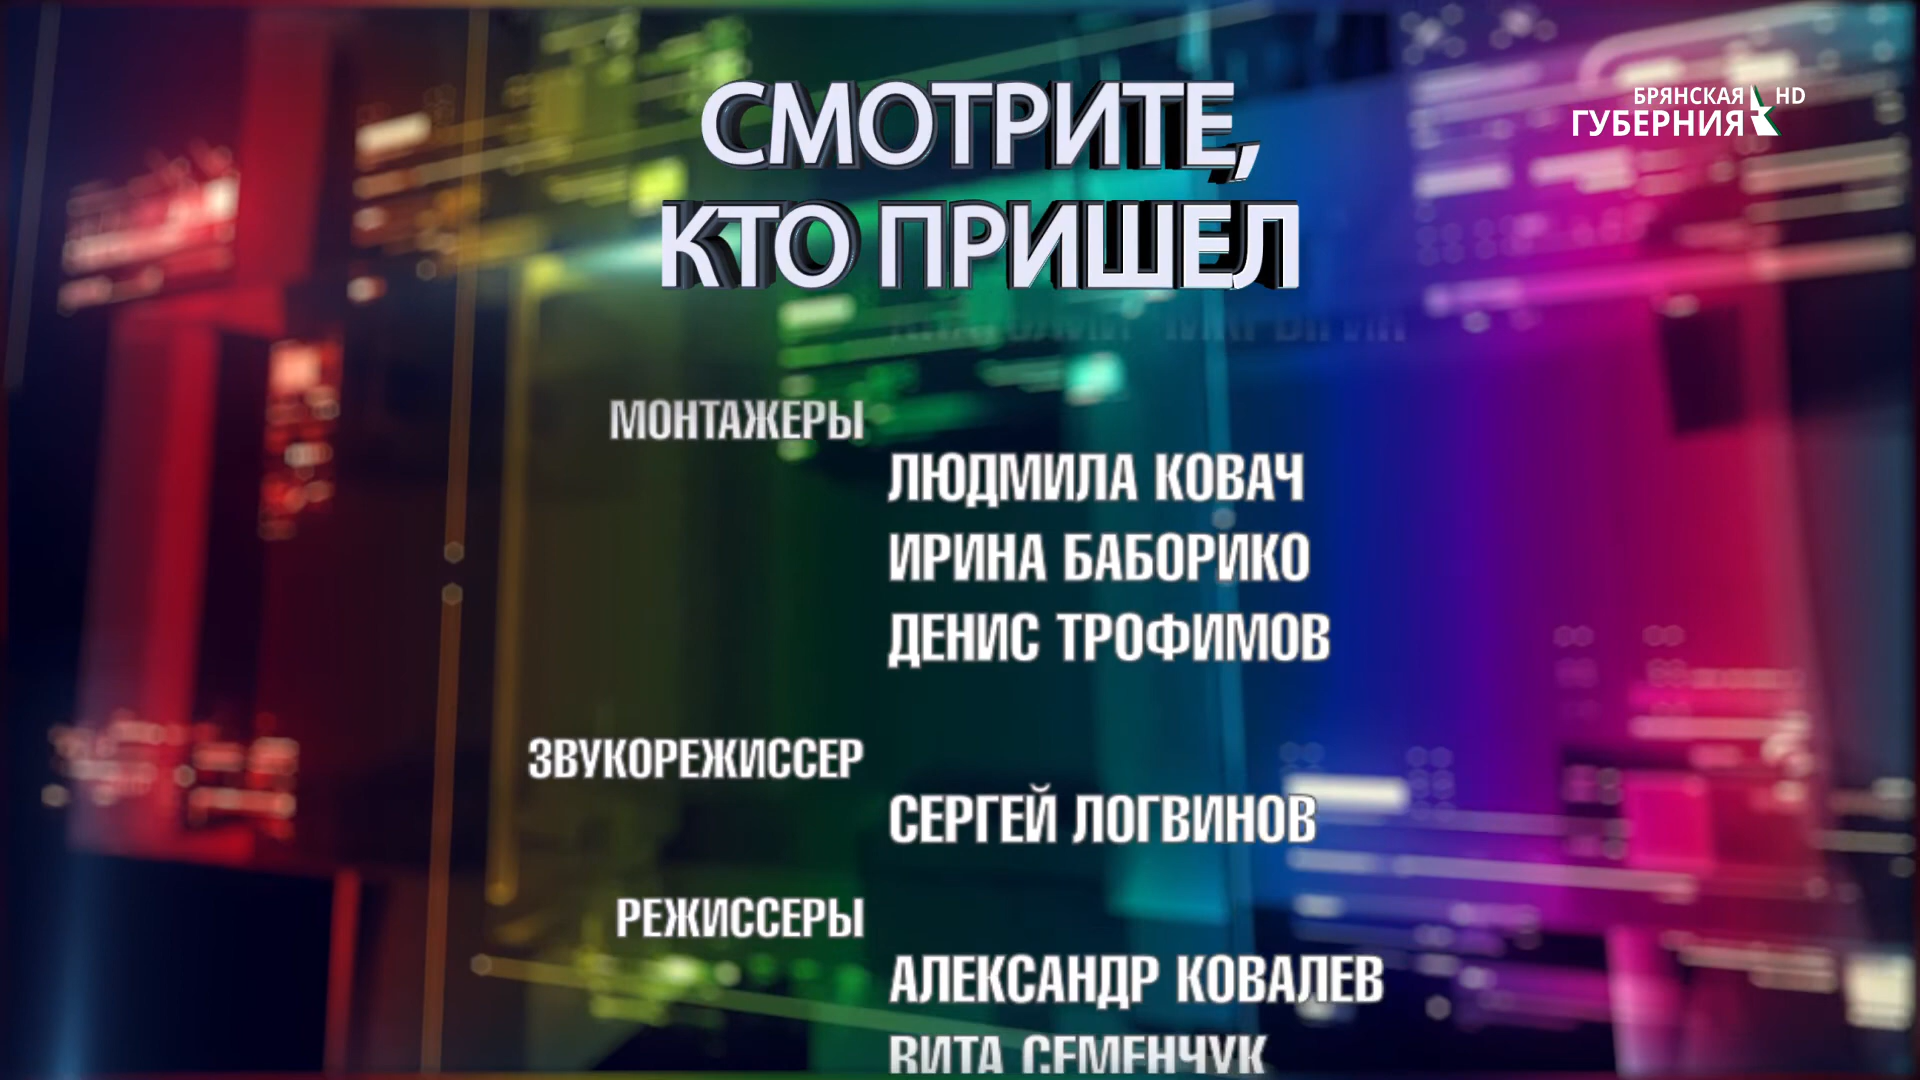 СМОТРИТЕ,
КТО ПРИШЕЛ
БРЯНСКАЯ HD
ГУБЕРНИЯ
МОНТАЖЕРЫ
ЛЮДМИЛА КОВАЧ
ИРИНА БАБОРИКО
ДЕНИС ТРОФИМОВ
ЗВУКОРЕЖИССЕР
СЕРГЕЙ ЛОГВИНОВ
РЕЖИССЕРЫ
АЛЕКСАНДР КОВАЛЕВ
ВИТА СЕМЕНЧУК